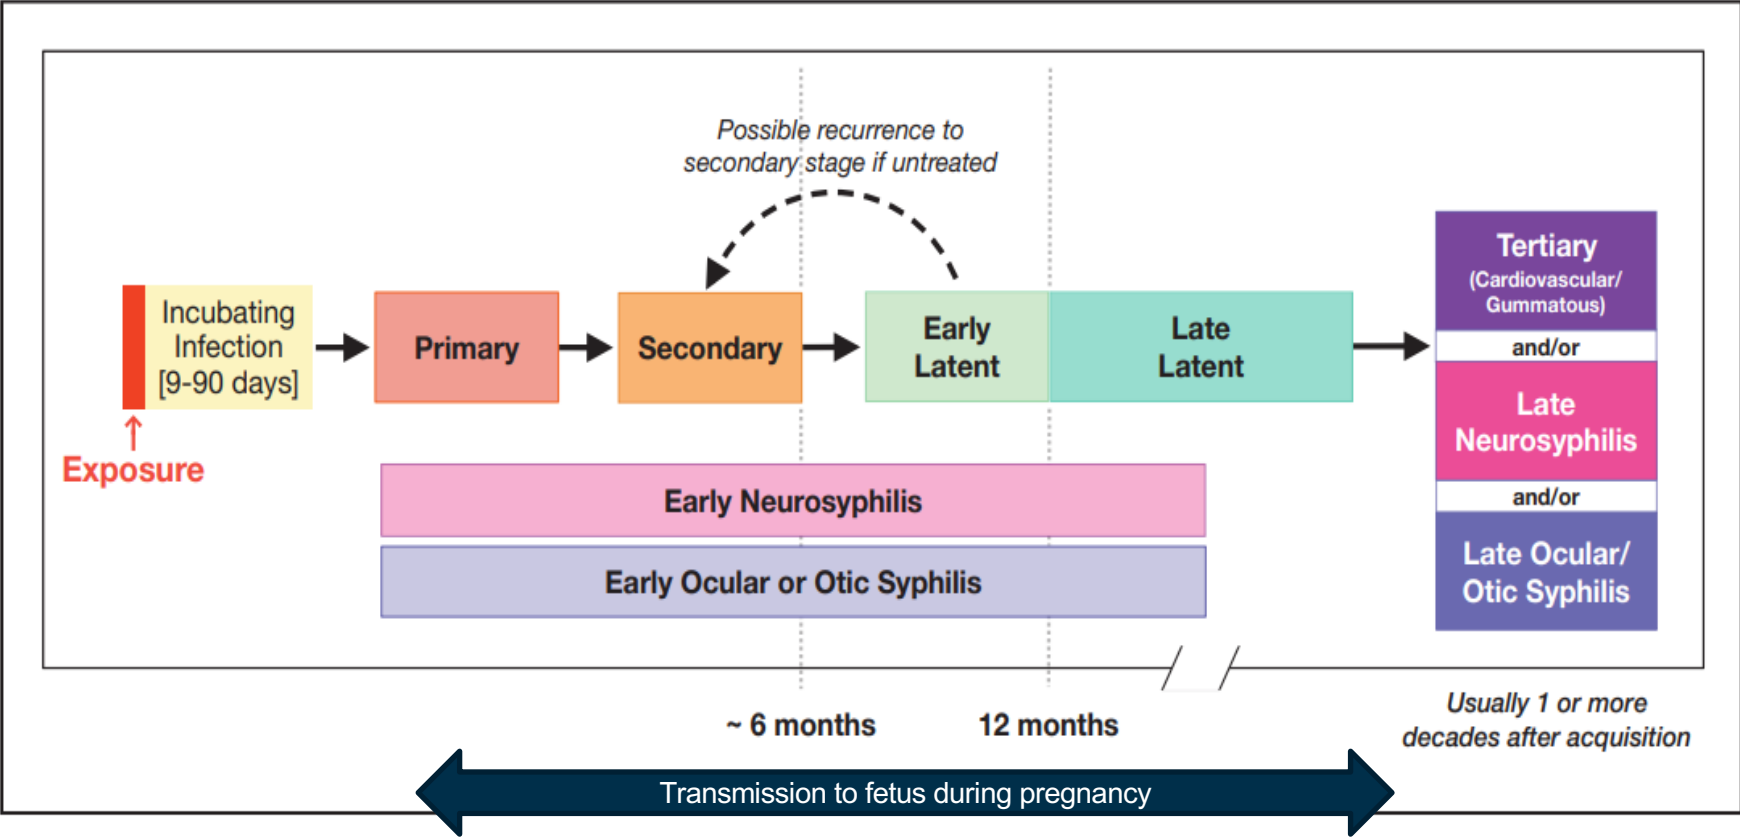 Possible recurrence to
secondary stage if untreated
Incubating
Infection
[9-90 days]
Exposure
Primary
Secondary
Early
Latent
Late
Latent
Tertiary
(Cardiovascular/
Gummatous)
and/or
Late
Neurosyphilis
and/or
Late Ocular/
Otic Syphilis
Early Neurosyphilis
Early Ocular or Otic Syphilis
~ 6 months
12 months
Usually 1 or more
decades after acquisition
Transmission to fetus during pregnancy